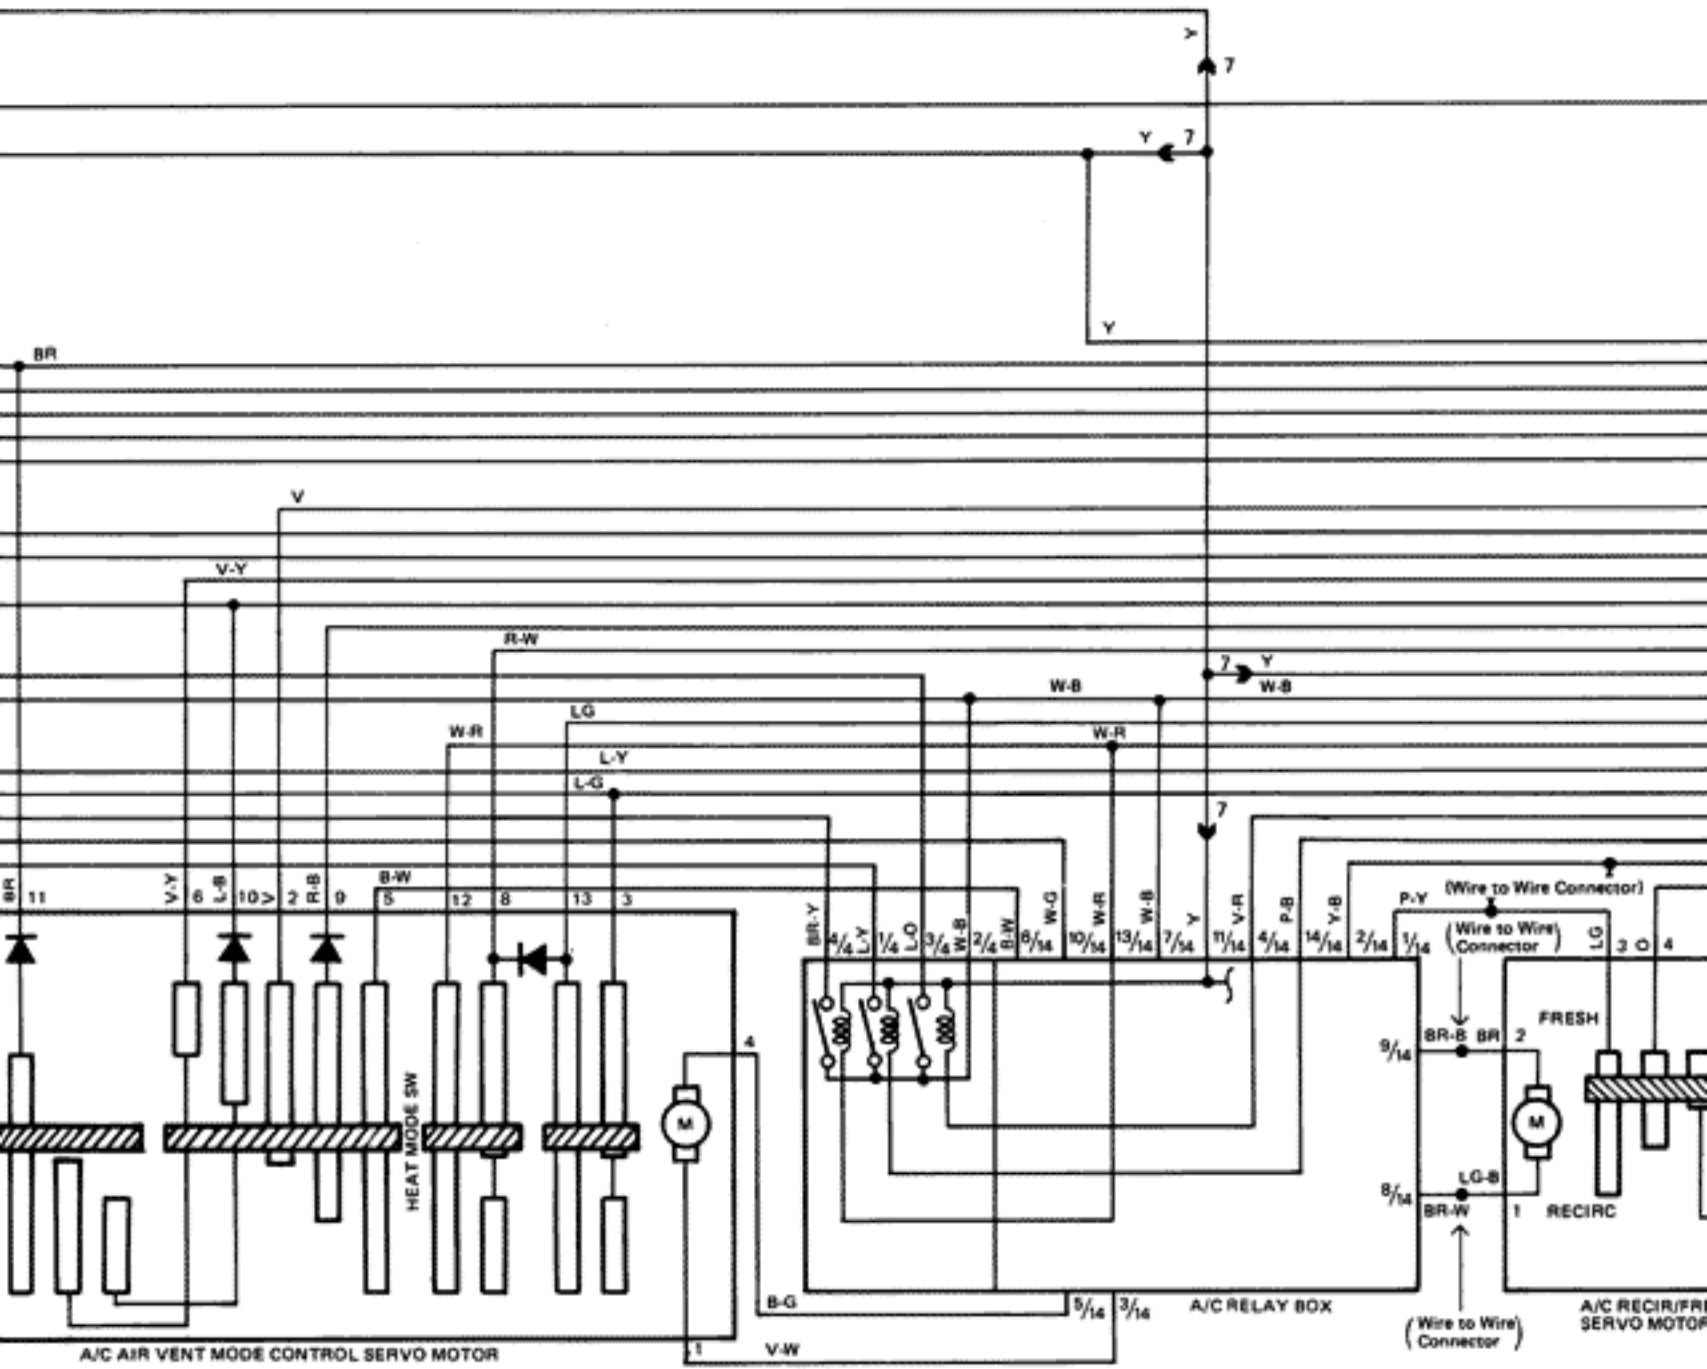 Y
7
Y 7
Y
BR
V
V-Y
R-W
7 Y
W-B W-B
LG
W-R W-R
L-Y
L-G
7
B-W
BR 11
V-Y 6
L-B 10
V 2
R-B 9
5
12
8
13
3
BR-Y 4/4
L-Y 1/4
L-O 3/4
W-B 2/4
B-W 6/14
W-G 10/14
W-R 13/14
W-B 7/14
Y 11/14
V-R 4/14
P-B 14/14
Y-B 2/14
1/14
P-Y
(Wire to Wire Connector)
(Wire to Wire)
Connector
LG 3
O 4
FRESH
9/14 BR-B BR 2
4
HEAT MODE SW
M
M
8/14 LG-B
BR-W 1 RECIRC
B-G 5/14 3/14
A/C RELAY BOX
A/C RECIR/FRE
SERVO MOTOR
(Wire to Wire)
Connector
1 V-W
A/C AIR VENT MODE CONTROL SERVO MOTOR